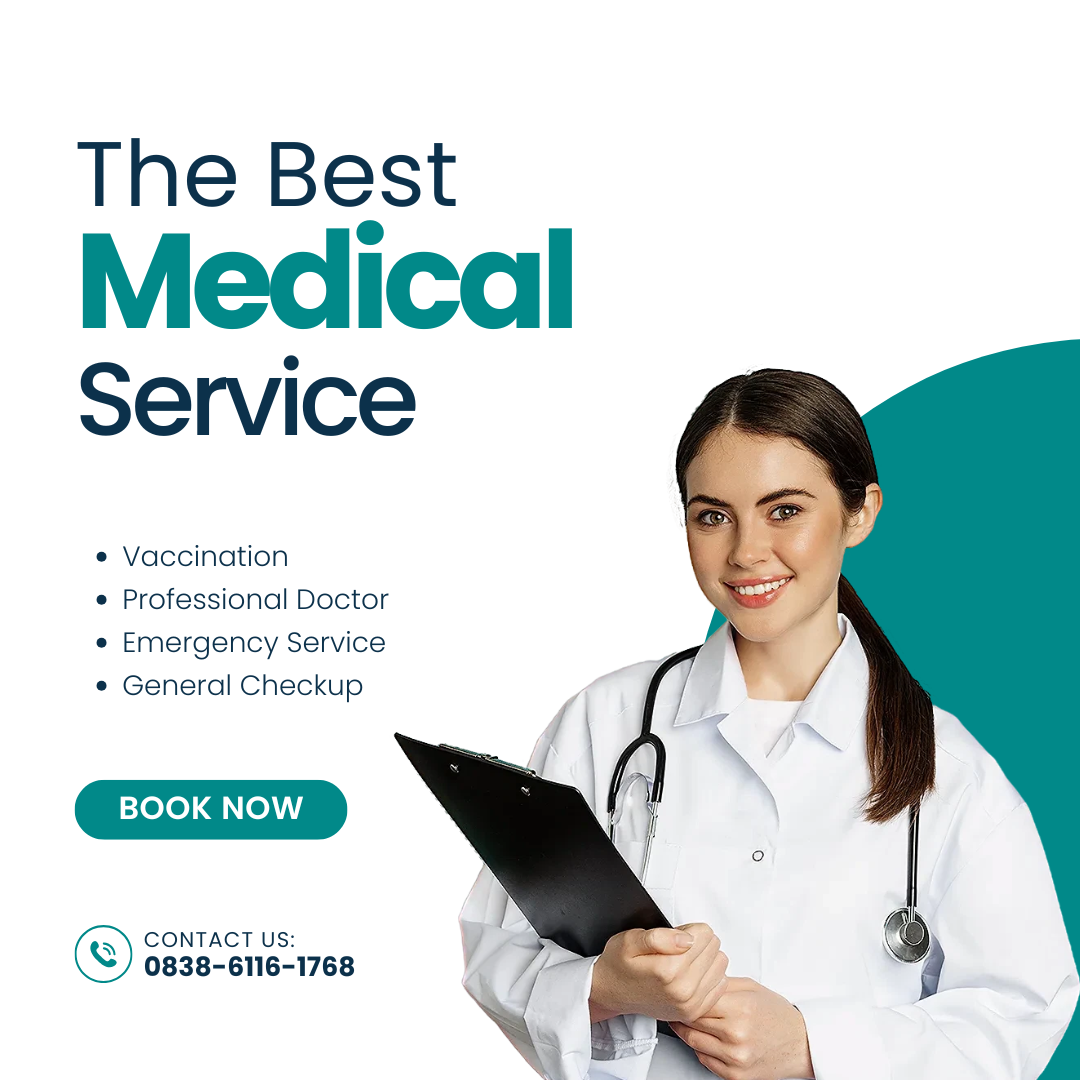 The Best
Medical
Service
Vaccination
Professional Doctor
Emergency Service
General Checkup
BOOK NOW
CONTACT US:
0838-6116-1768